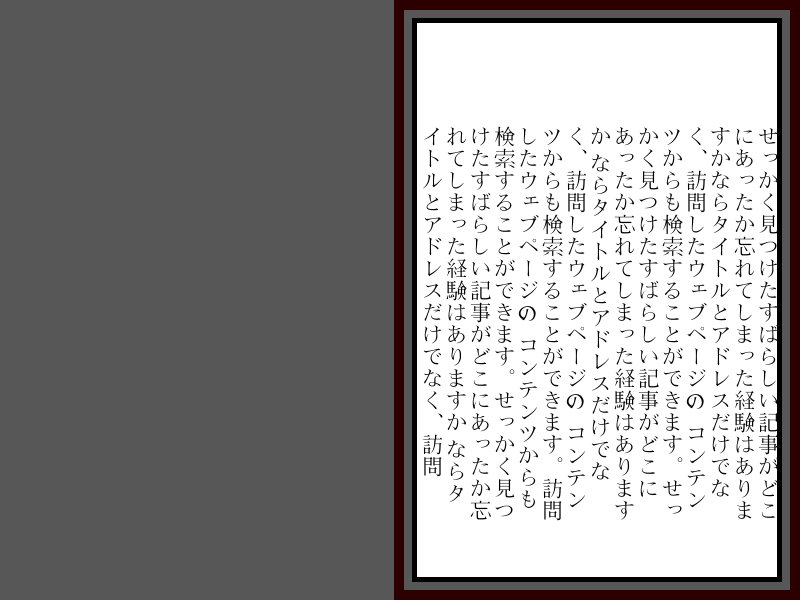 せっかく見つけたすばらしい記事がどこ
にあったか忘れてしまった経験はありま
すかならタイトルとアドレスだけでな
く、訪問したウェブページの コンテン
ツからも検索することができます。せっ
かく見つけたすばらしい記事がどこに
あったか忘れてしまった経験はあります
か ならタイトルとアドレスだけでな
く、訪問したウェブページの コンテン
ツからも検索することができます。訪問
したウェブページの コンテンツからも
検索することができます。 せっかく見つ
けたすばらしい記事がどこにあったか忘
れてしまった経験はありますか ならタ
イトルとアドレスだけでなく、訪問